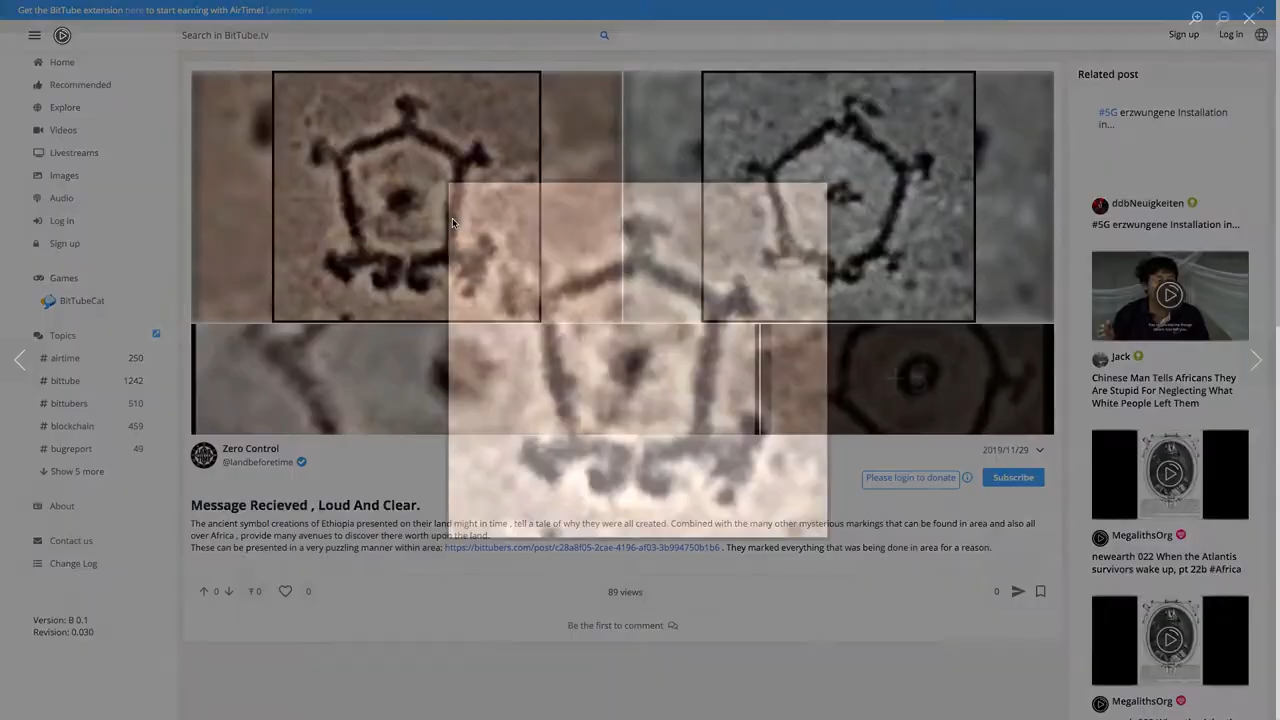 Get the BitTube extension here to start earning with AirTime! Learn more
Search in BitTube.tv
Sign up
Log in
Home
Recommended
Explore
Videos
Livestreams
Images
Audio
Log in
Sign up
Games
BitTubeCat
Topics
# airtime 250
# bittube 1242
# bittubers 510
# blockchain 459
# bugreport 49
Show 5 more
About
Contact us
Change Log
Version: B 0.1
Revision: 0.030
Zero Control
@landbeforetime
2019/11/29
Please login to donate
Subscribe
Message Recieved , Loud And Clear.
The ancient symbol creations of Ethiopia presented on their land might in time , tell a tale of why they were all created. Combined with the many other mysterious markings that can be found in area and also all
over Africa , provide many avenues to discover there worth upon the land.
These can be presented in a very puzzling manner within area; https://bittubers.com/post/c28a8f05-2cae-4196-af03-3b994750b1b6 . They marked everything that was being done in area for a reason.
0
0
0
89 views
0
Be the first to comment
Related post
#5G erzwungene Installation
in...
ddbNeuigkeiten
#5G erzwungene Installation in...
Jack
Chinese Man Tells Africans They
Are Stupid For Neglecting What
White People Left Them
MegalithsOrg
newearth 022 When the Atlantis
survivors wake up, pt 22b #Africa
MegalithsOrg